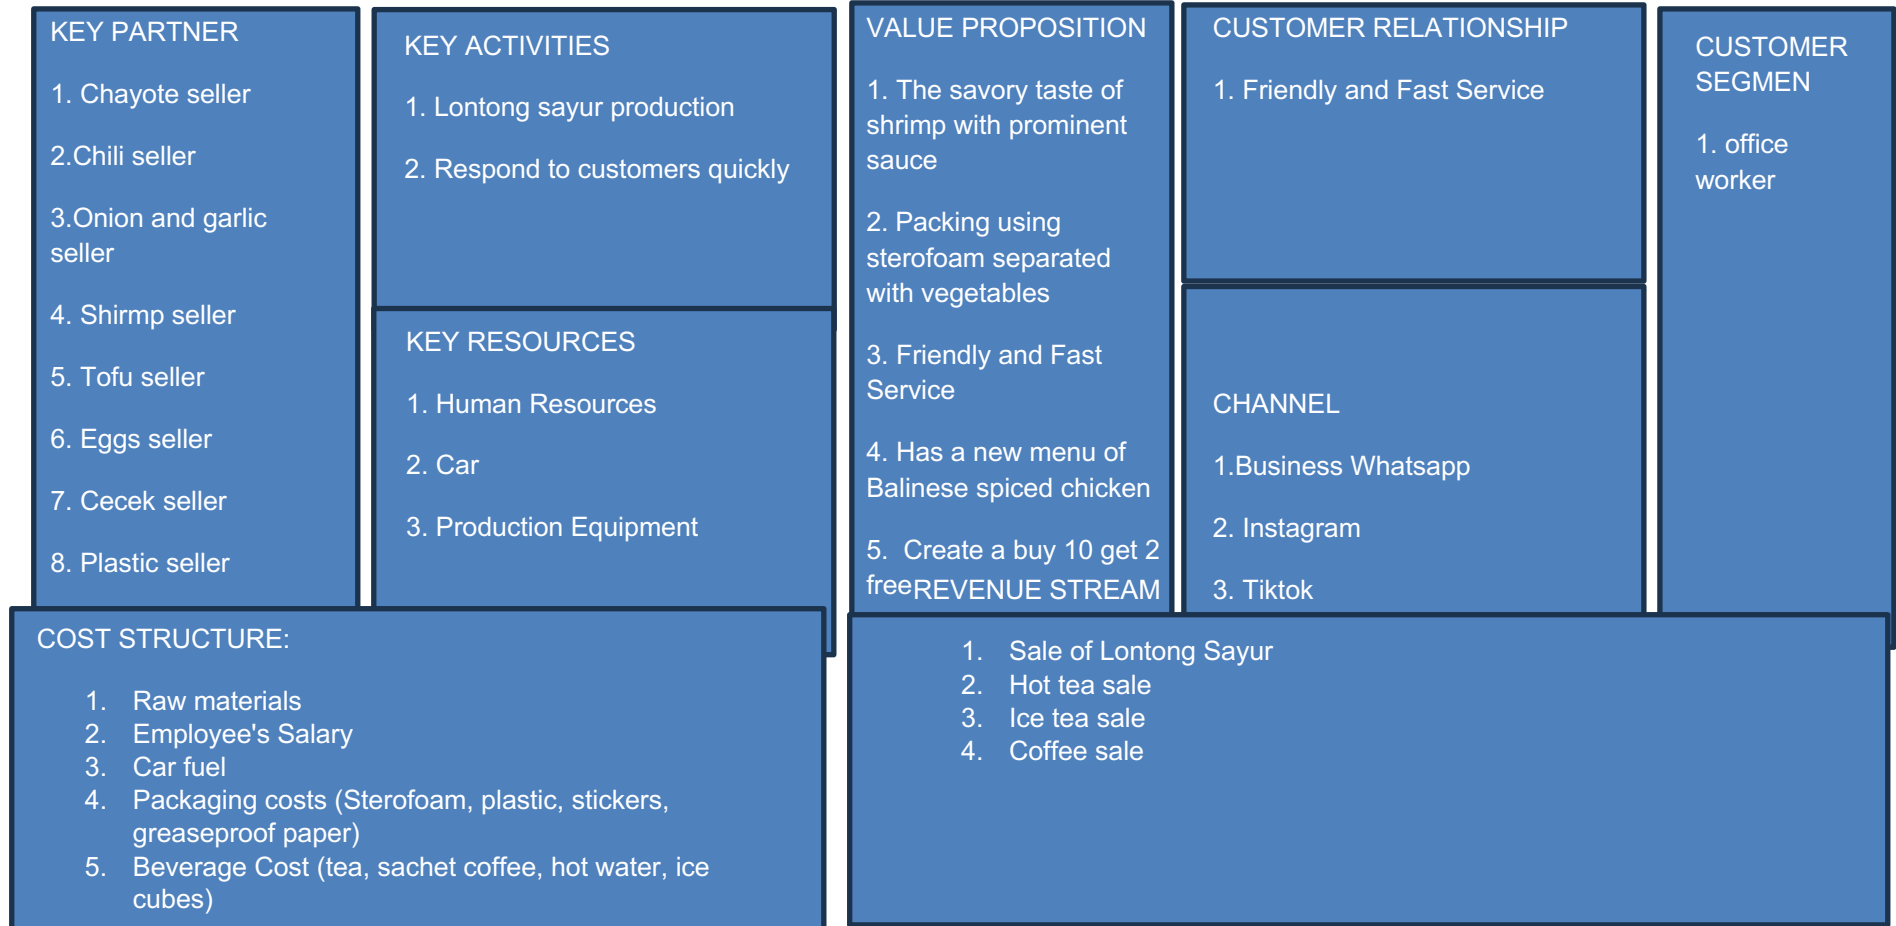 KEY PARTNER
1. Chayote seller
2.Chili seller
3.Onion and garlic
seller
4. Shirmp seller
5. Tofu seller
6. Eggs seller
7. Cecek seller
8. Plastic seller
KEY ACTIVITIES
1. Lontong sayur production
2. Respond to customers quickly
KEY RESOURCES
1. Human Resources
2. Car
3. Production Equipment
VALUE PROPOSITION
1. The savory taste of
shrimp with prominent
sauce
2. Packing using
sterofoam separated
with vegetables
3. Friendly and Fast
Service
4. Has a new menu of
Balinese spiced chicken
5. Create a buy 10 get 2
free
CUSTOMER RELATIONSHIP
1. Friendly and Fast Service
CHANNEL
1.Business Whatsapp
2. Instagram
3. Tiktok
CUSTOMER
SEGMEN
1. office
worker
COST STRUCTURE:
1. Raw materials
2. Employee's Salary
3. Car fuel
4. Packaging costs (Sterofoam, plastic, stickers,
greaseproof paper)
5. Beverage Cost (tea, sachet coffee, hot water, ice
cubes)
REVENUE STREAM
1. Sale of Lontong Sayur
2. Hot tea sale
3. Ice tea sale
4. Coffee sale